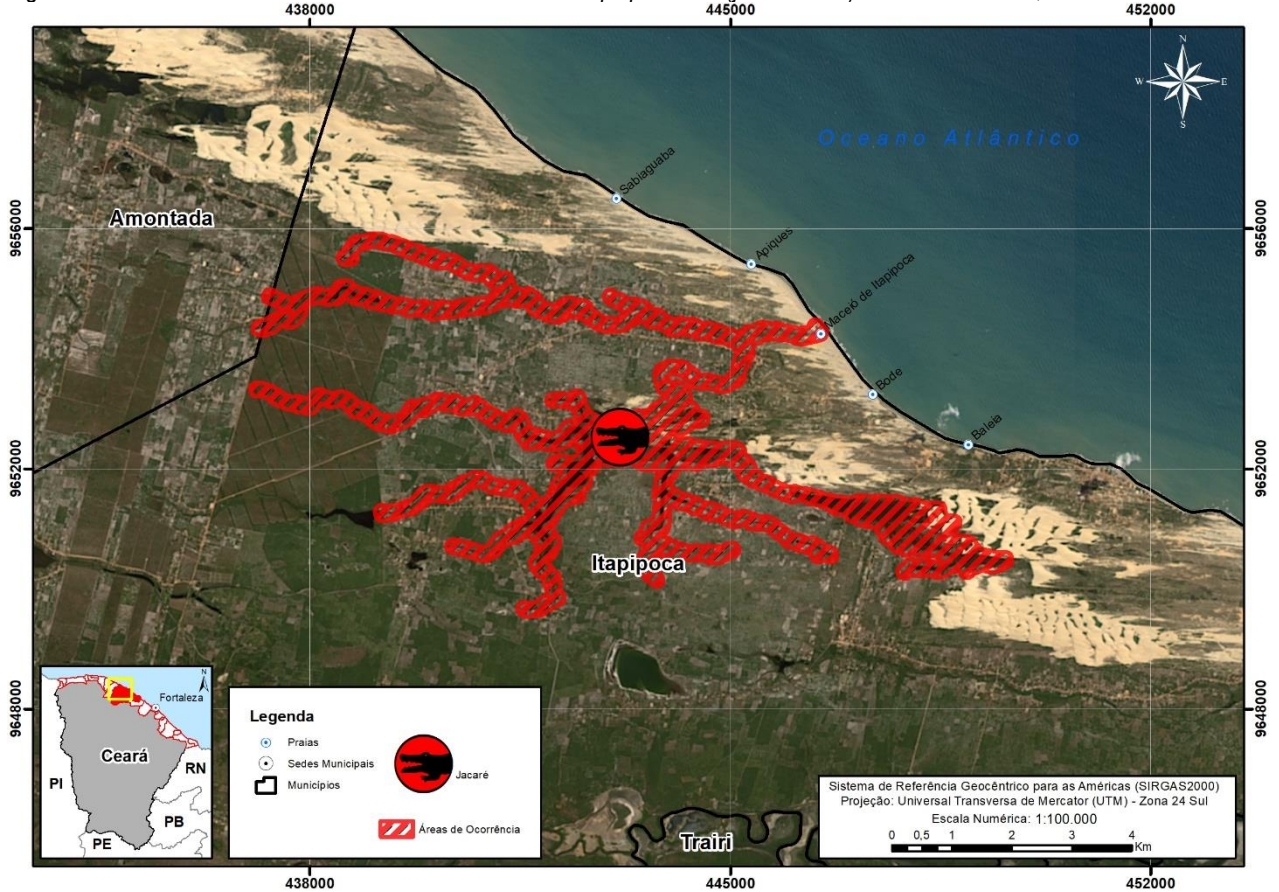 438000
445000
452000
N
W
E
S
Oceano Atlântico
Sabiaguaba
Amontada
9656000
9656000
Apiques
Maceió de Itapipoca
Bode
Baleia
9652000
9652000
Itapipoca
N
Fortaleza
Ceará
PI
RN
PB
PE
Legenda
Praias
Sedes Municipais
Municípios
Jacaré
Áreas de Ocorrência
9648000
9648000
Trairi
Sistema de Referência Geocêntrico para as Américas (SIRGAS2000)
Projeção: Universal Transversa de Mercator (UTM) - Zona 24 Sul
Escala Numérica: 1:100.000
0 0,5 1 2 3 4
Km
438000
445000
452000